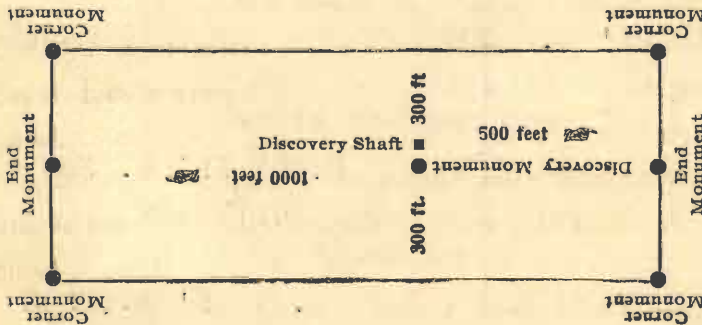 Corner
Monument
Corner
Monument
300 ft
500 feet
Discovery Shaft
End
Monument
Discovery Monument
End
Monument
1000 feet
300 ft.
Corner
Monument
Corner
Monument